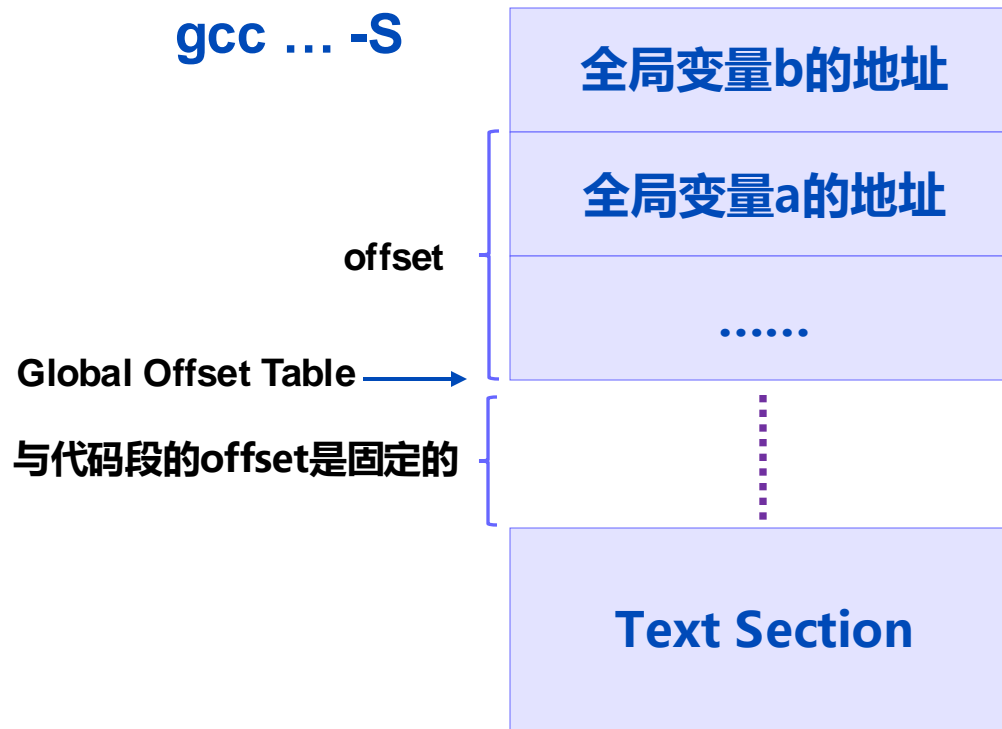 gcc … -S
全局变量b的地址
全局变量a的地址
offset
……
Global Offset Table
与代码段的offset是固定的
Text Section